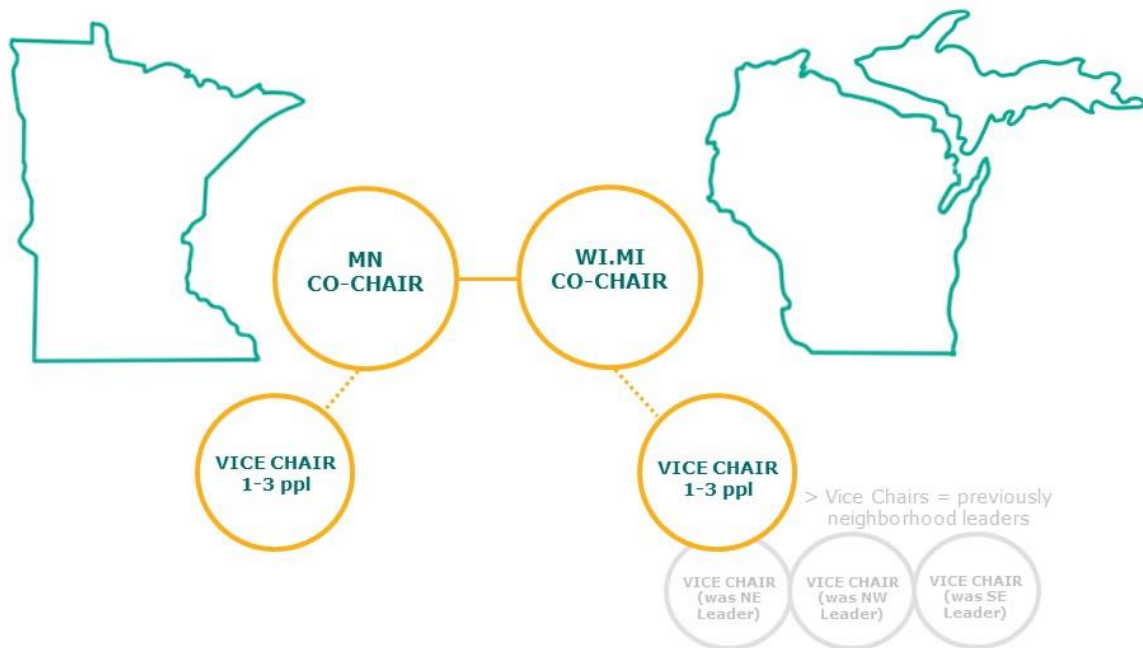 MN
CO-CHAIR
WI.MI
CO-CHAIR
VICE CHAIR
1-3 ppl
VICE CHAIR
1-3 ppl
> Vice Chairs = previously
neighborhood leaders
VICE CHAIR
(was NE
Leader)
VICE CHAIR
(was NW
Leader)
VICE CHAIR
(was SE
Leader)